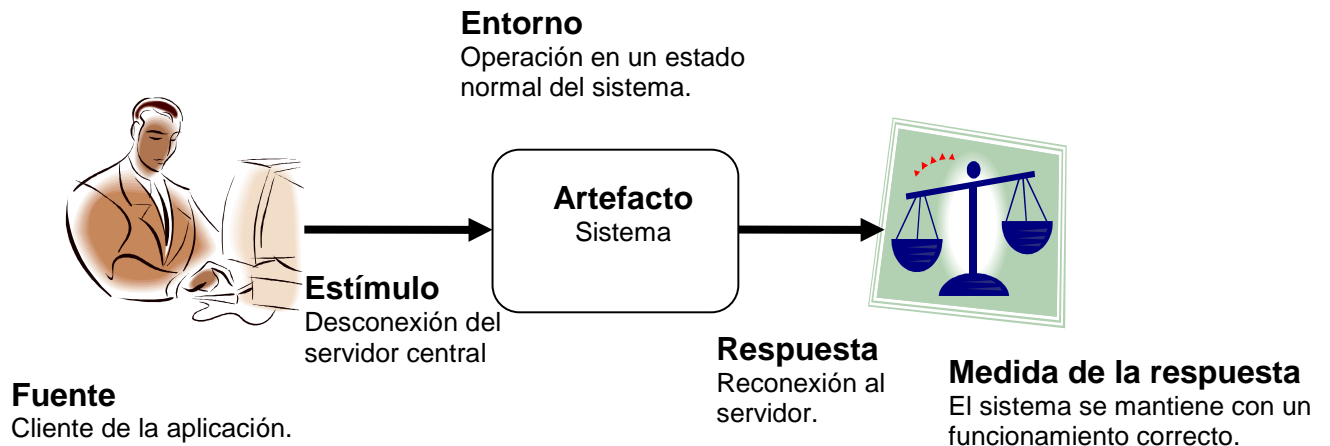 Entorno
Operación en un estado
normal del sistema.
Artefacto
Sistema
Estímulo
Desconexión del
servidor central
Respuesta
Reconexión al
servidor.
Medida de la respuesta
El sistema se mantiene con un
funcionamiento correcto.
Fuente
Cliente de la aplicación.